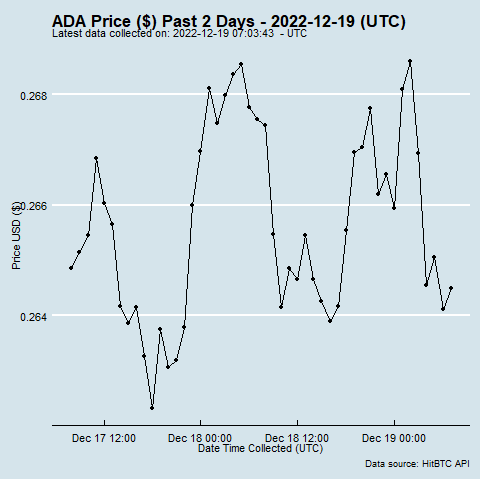 ADA Price ($) Past 2 Days - 2022-12-19 (UTC)
Latest data collected on: 2022-12-19 07:03:43  - UTC
0.268
0.266
0.264
Price USD ($)
Dec 17 12:00 Dec 18 00:00 Dec 18 12:00 Dec 19 00:00
Date Time Collected (UTC)
Data source: HitBTC API